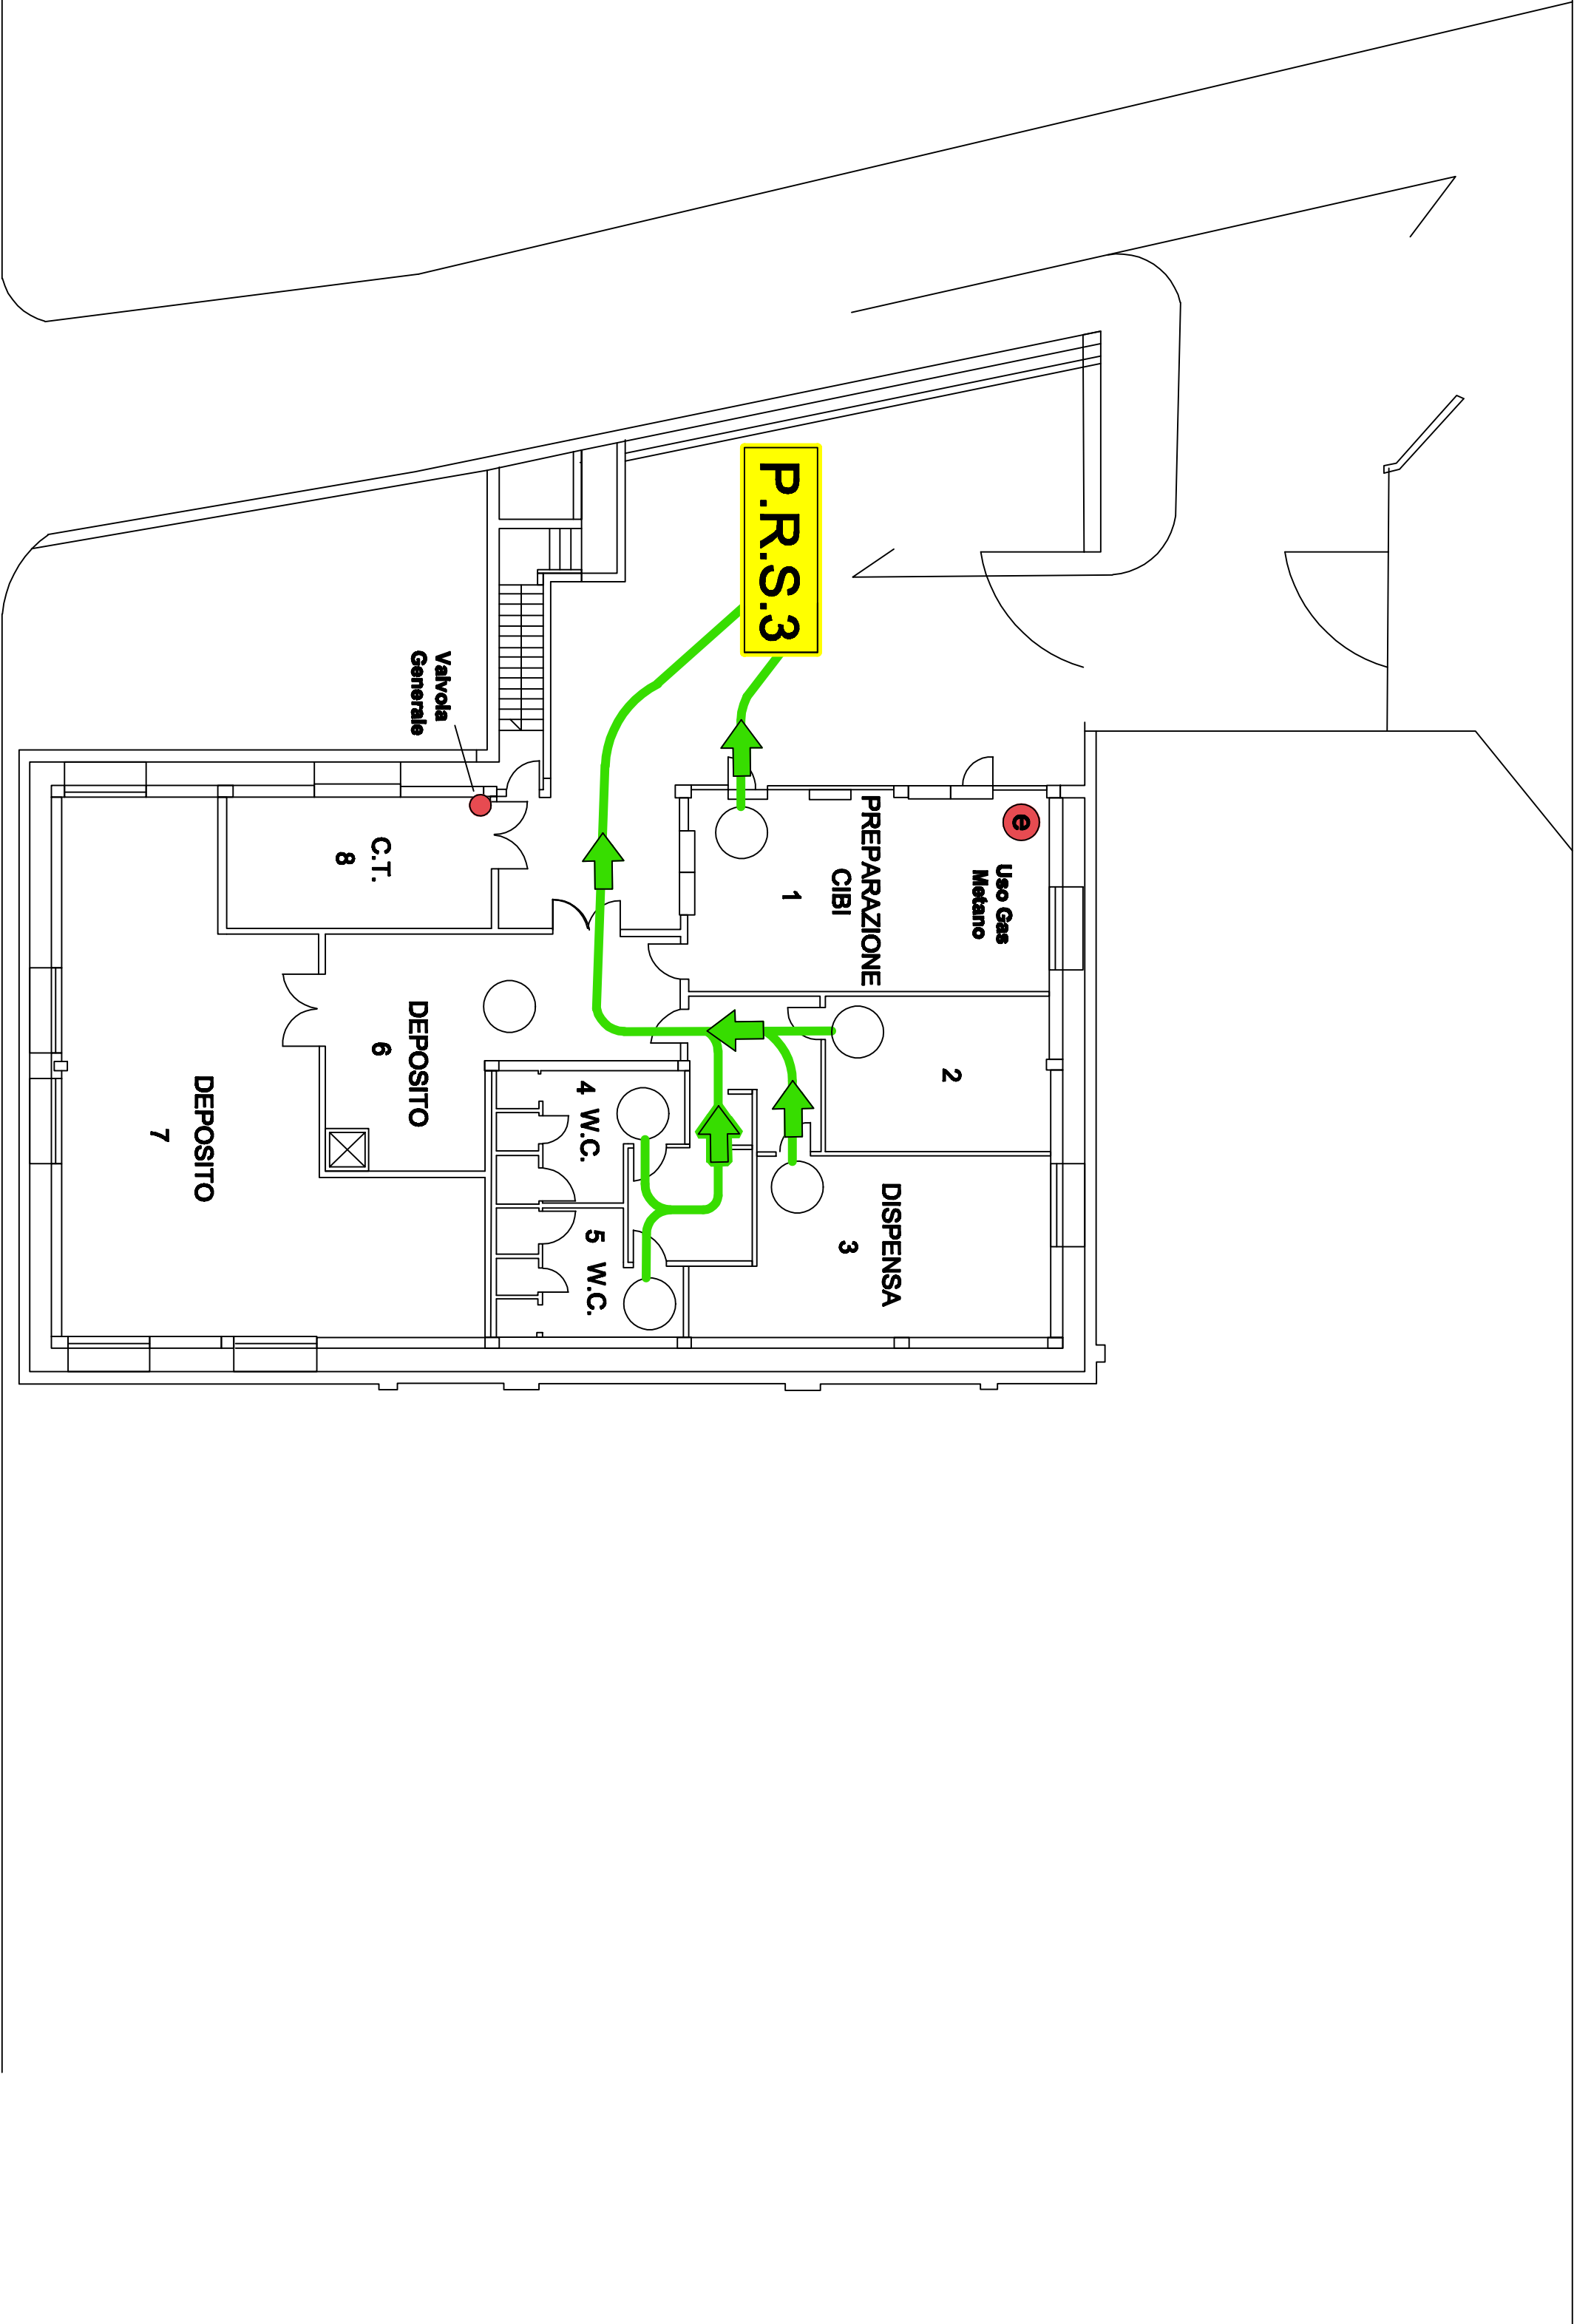 P.R.S.3
Uso Gas
Metano
e
PREPARAZIONE
CIBI
1
2
DISPENSA
3
Valvola
Generale
C.T.
8
4 W.C.
5 W.C.
DEPOSITO
6
DEPOSITO
7